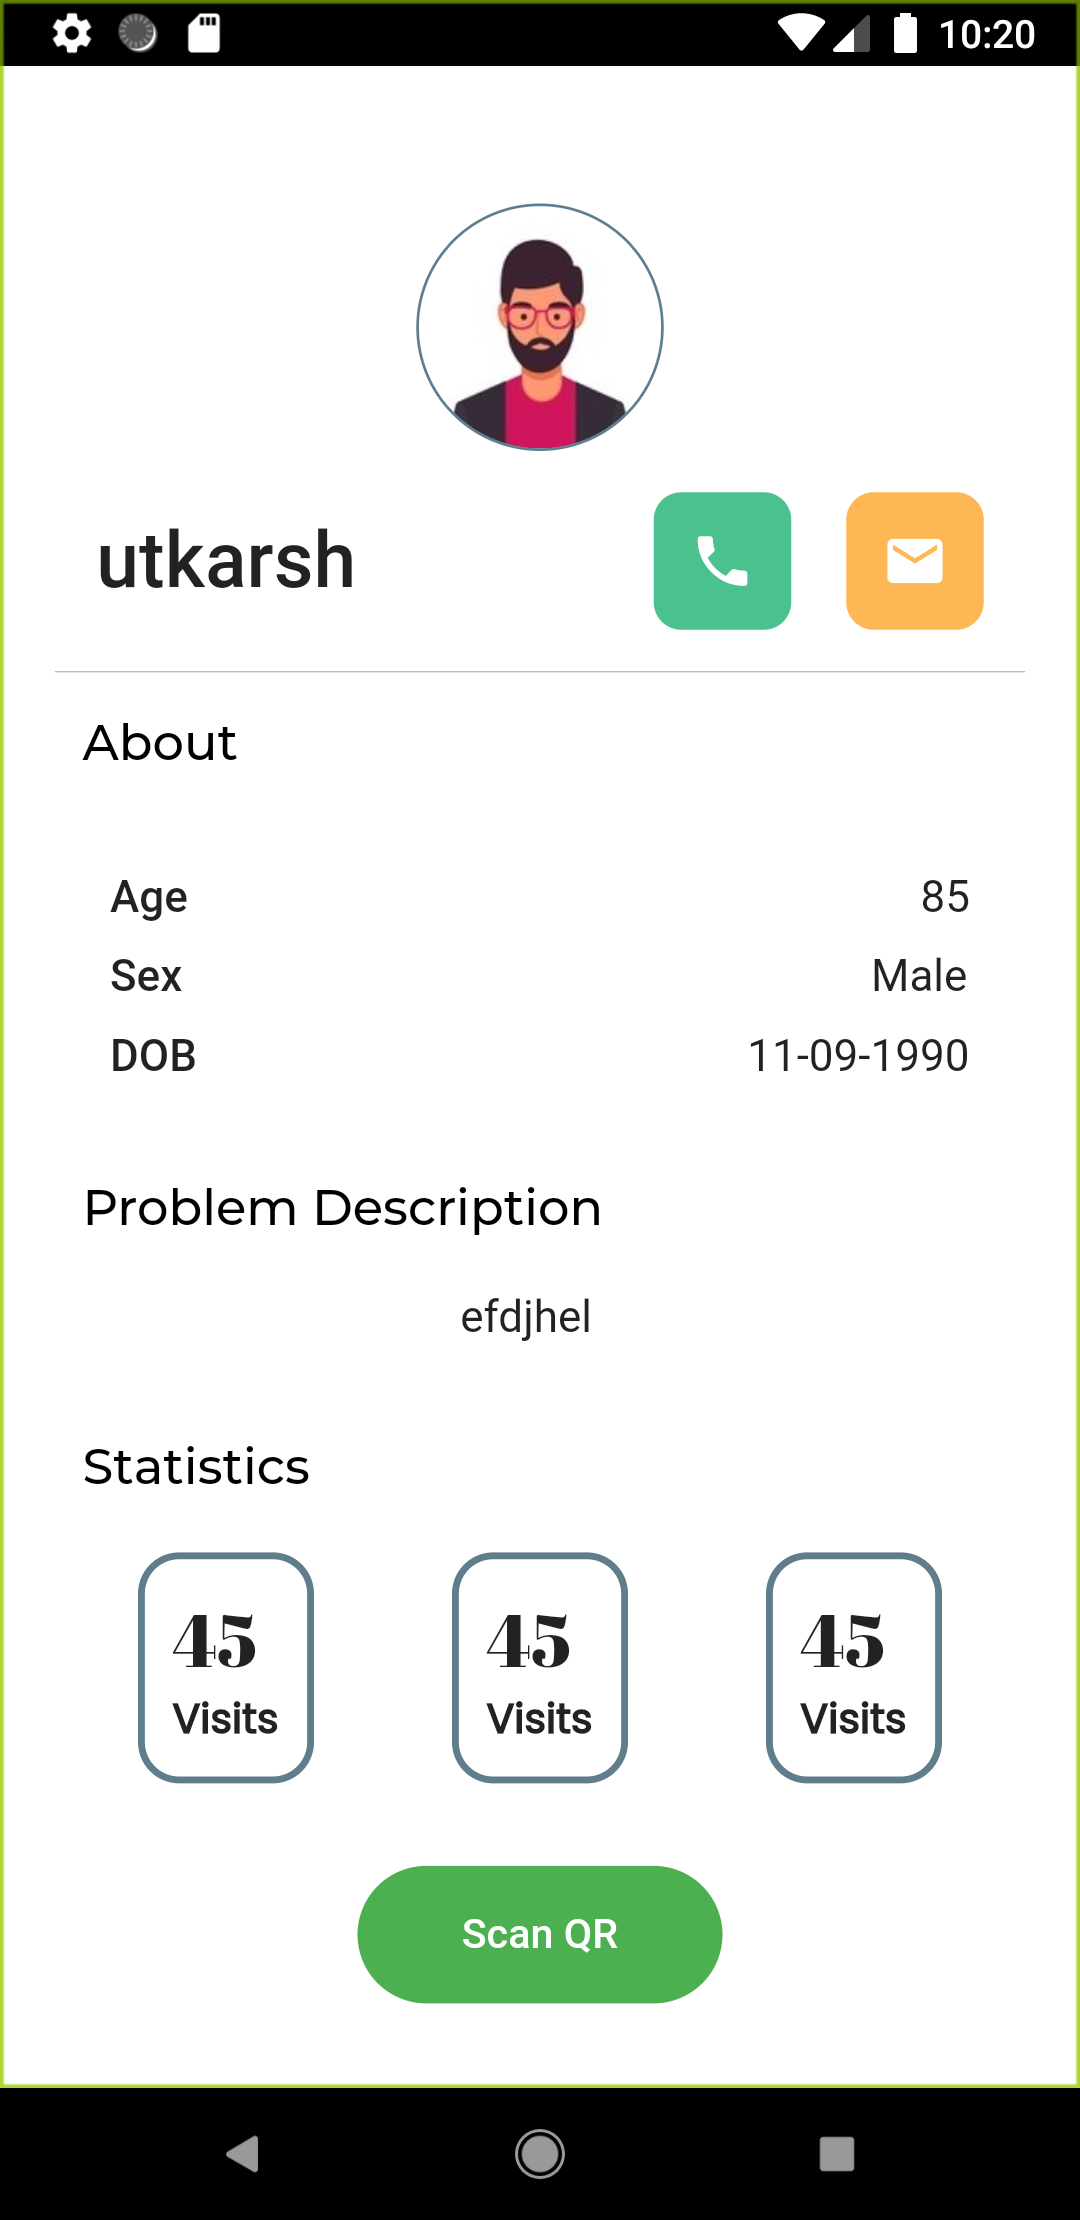 10:20
utkarsh
About
Age 85
Sex Male
DOB 11-09-1990
Problem Description
efdjhel
Statistics
45 45 45
Visits Visits Visits
Scan QR